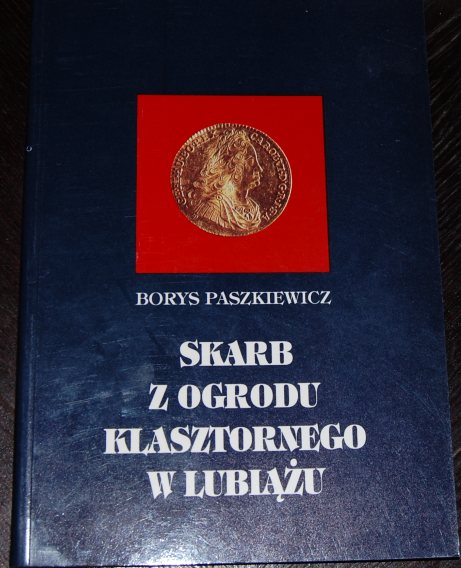 BORYS PASZKIEWICZ
SKARB
Z OGRODU
KLASZTORNEGO
W LUBIĄŻU